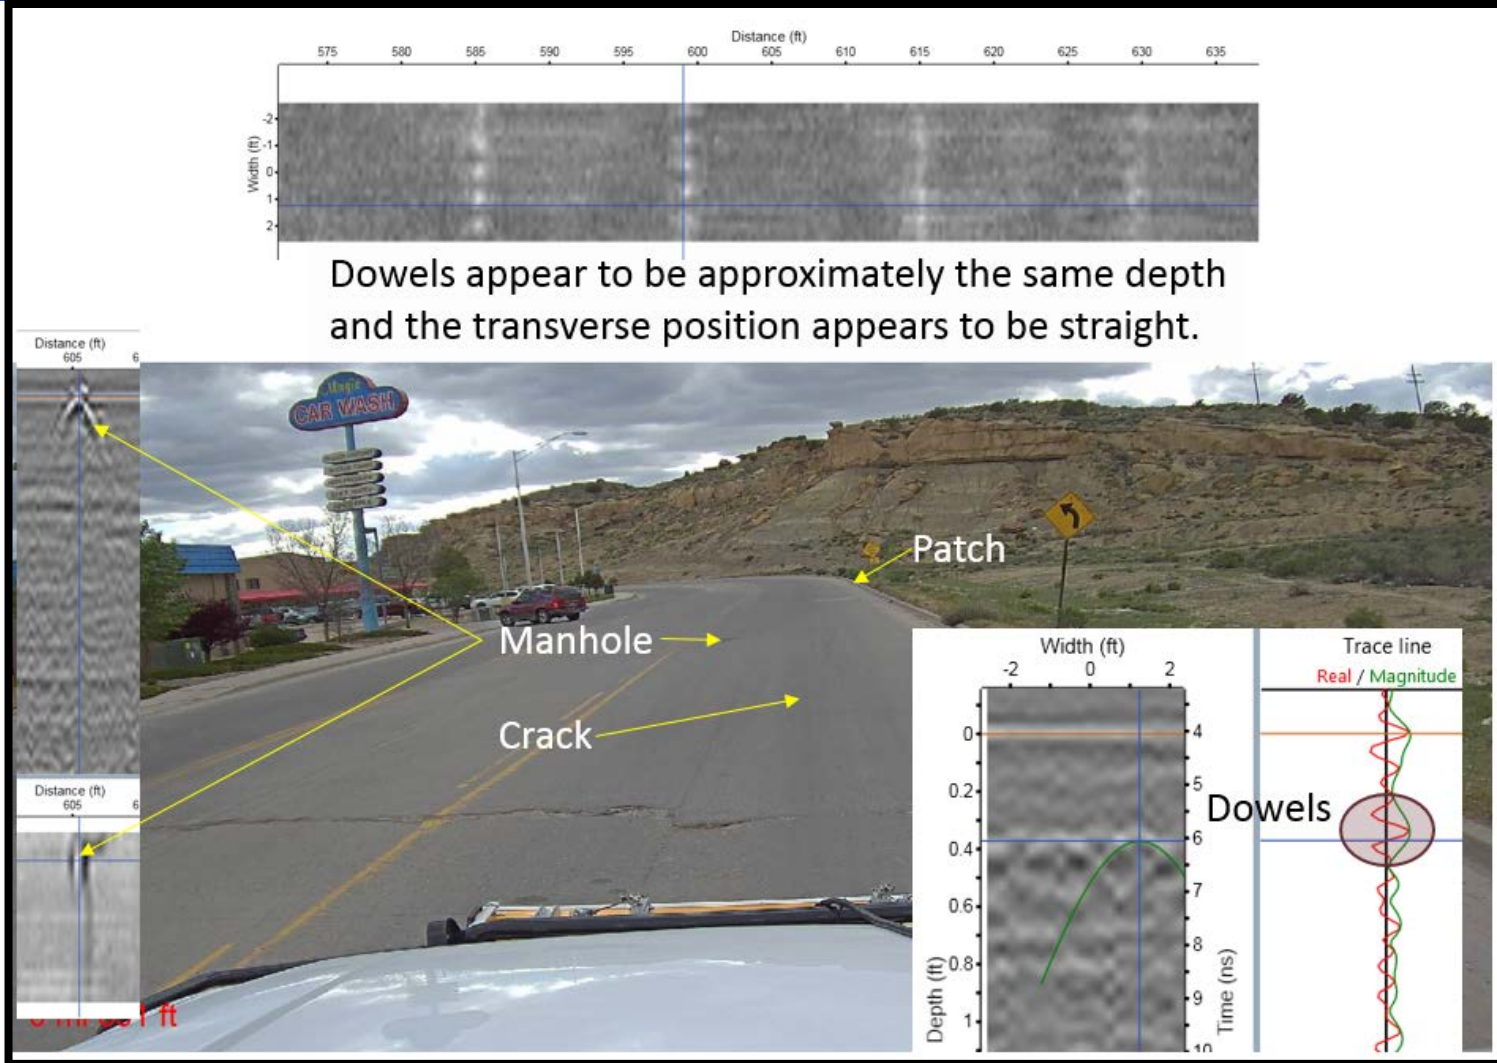 Distance (ft)
575 580 585 590 595 600 605 610 615 620 625 630 635
Width (ft)
-2
-1
0
1
2
Dowels appear to be approximately the same depth
and the transverse position appears to be straight.
Distance (ft)
605 6
Magic
CAR WASH
Patch
Manhole
Crack
Distance (ft)
605 6
Width (ft)
-2 0 2
Trace line
Real / Magnitude
0
0.2
0.4
0.6
0.8
1
Depth (ft)
4
5
6
7
8
9
10
Time (ns)
Dowels
ft